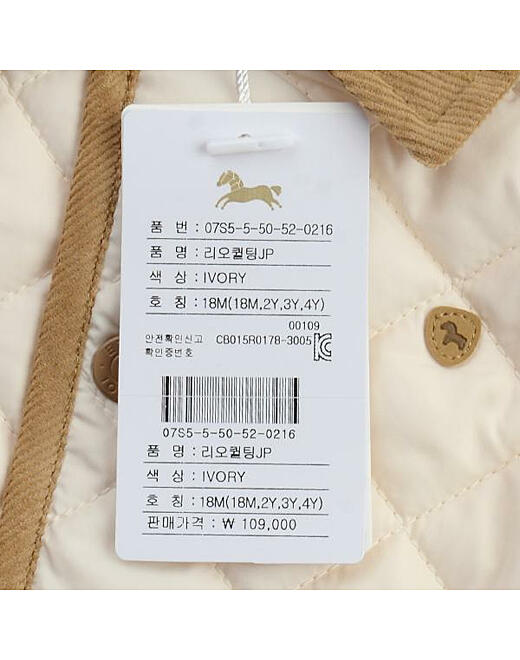 품 번 : 07S5-5-50-52-0216
품 명 : 리오퀼팅JP
색 상 : IVORY
호 칭 : 18M(18M,2Y,3Y,4Y)
00109
안전확인신고 CB015R0178-3005
확인증번호
07S5-5-50-52-0216
품 명 : 리오퀼팅JP
색 상 : IVORY
호 칭 : 18M(18M,2Y,3Y,4Y)
판매가격 : ₩ 109,000